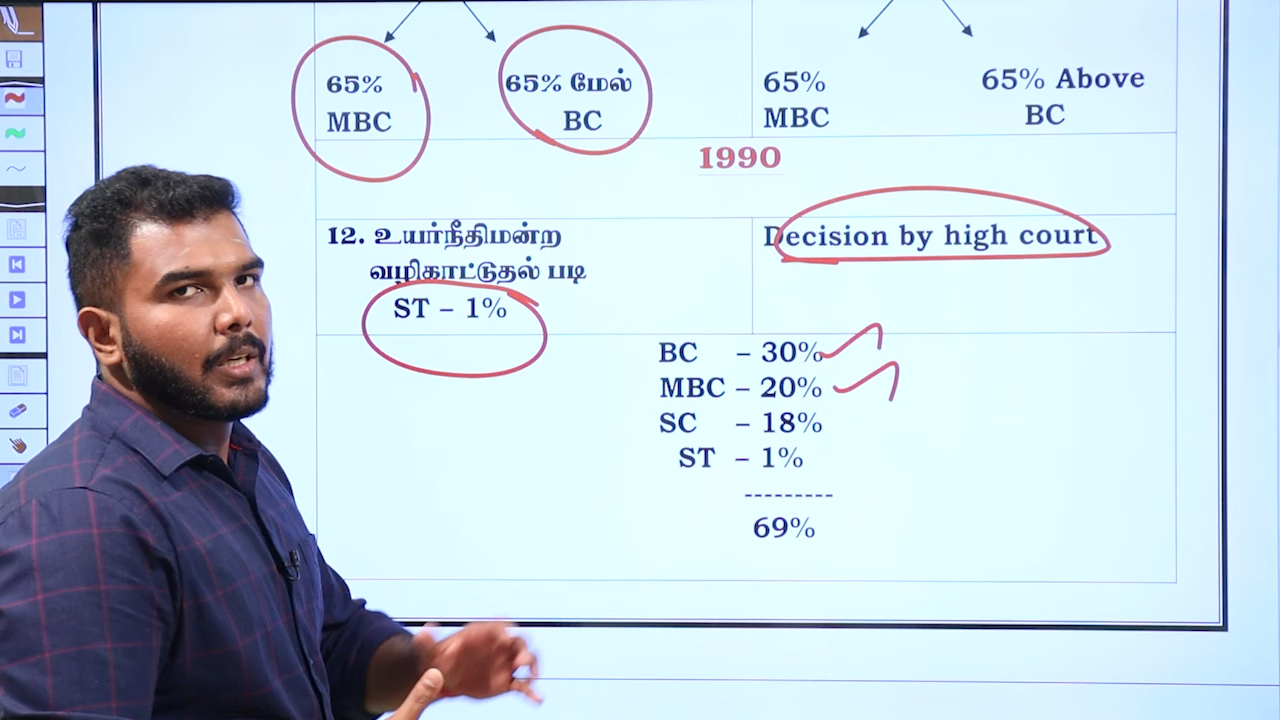 65%
MBC
65% மேல்
BC
65%
MBC
65% Above
BC
1990
12. உயர்நீதிமன்ற
வழிகாட்டுதல் படி
ST – 1%
Decision by high court
BC – 30%
MBC – 20%
SC – 18%
ST – 1%
---------
69%